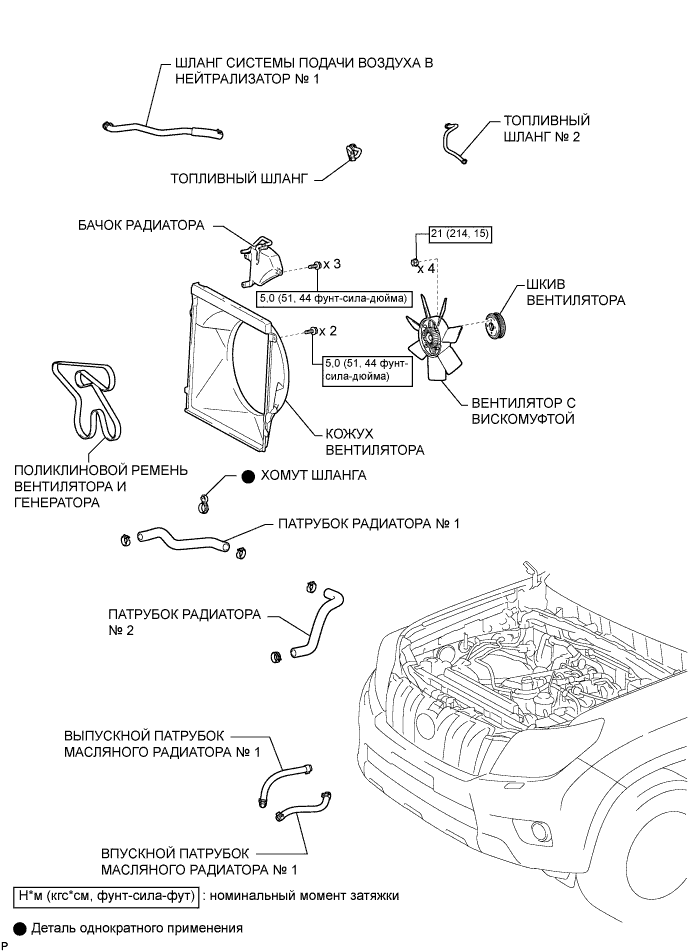 ШЛАНГ СИСТЕМЫ ПОДАЧИ ВОЗДУХА В
НЕЙТРАЛИЗАТОР № 1
ТОПЛИВНЫЙ
ШЛАНГ № 2
ТОПЛИВНЫЙ ШЛАНГ
БАЧОК РАДИАТОРА
21 (214, 15)
x 3
x 4
5,0 (51, 44 фунт-сила-дюйма)
ШКИВ
ВЕНТИЛЯТОРА
x 2
5,0 (51, 44 фунт-
сила-дюйма)
ВЕНТИЛЯТОР С
ВИСКОМУФТОЙ
КОЖУХ
ВЕНТИЛЯТОРА
ПОЛИКЛИНОВОЙ РЕМЕНЬ
ВЕНТИЛЯТОРА И
ГЕНЕРАТОРА
ХОМУТ ШЛАНГА
ПАТРУБОК РАДИАТОРА № 1
ПАТРУБОК РАДИАТОРА
№ 2
ВЫПУСКНОЙ ПАТРУБОК
МАСЛЯНОГО РАДИАТОРА № 1
ВПУСКНОЙ ПАТРУБОК
МАСЛЯНОГО РАДИАТОРА № 1
Н*м (кгс*см, фунт-сила-фут) : номинальный момент затяжки
Деталь однократного применения
P